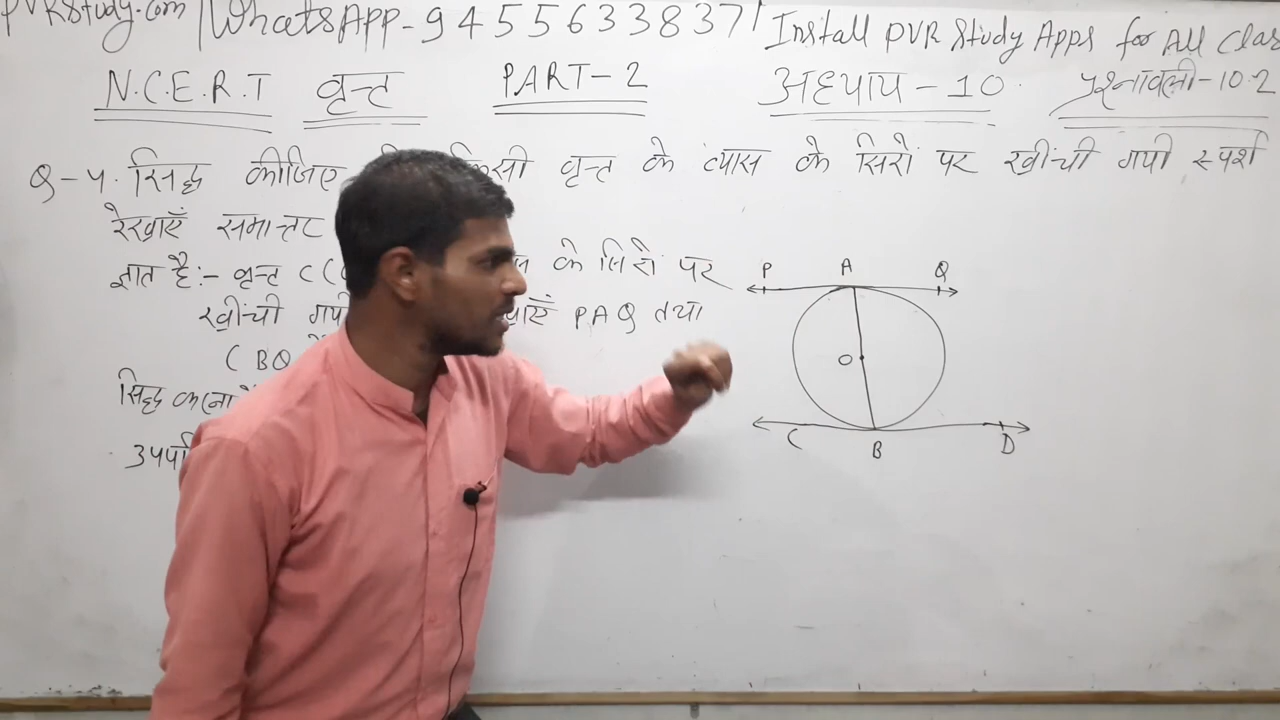 PVRStudy.com | WhatsApp-9455633837 | Install PVR Study Apps for All Clas
N.C.E.R.T वृत्त PART-2 अध्याय-10. प्रश्नावली-10.2
Q-4. सिद्ध कीजिए किसी वृत्त के व्यास के सिरों पर खींची गयी स्पर्श
रेखाएँ समान्तर
ज्ञात है:- वृत्त C(O के सिरों पर
खींची गयी PAQ तथा
CBD
सिद्ध करना
P A Q
O
C B D